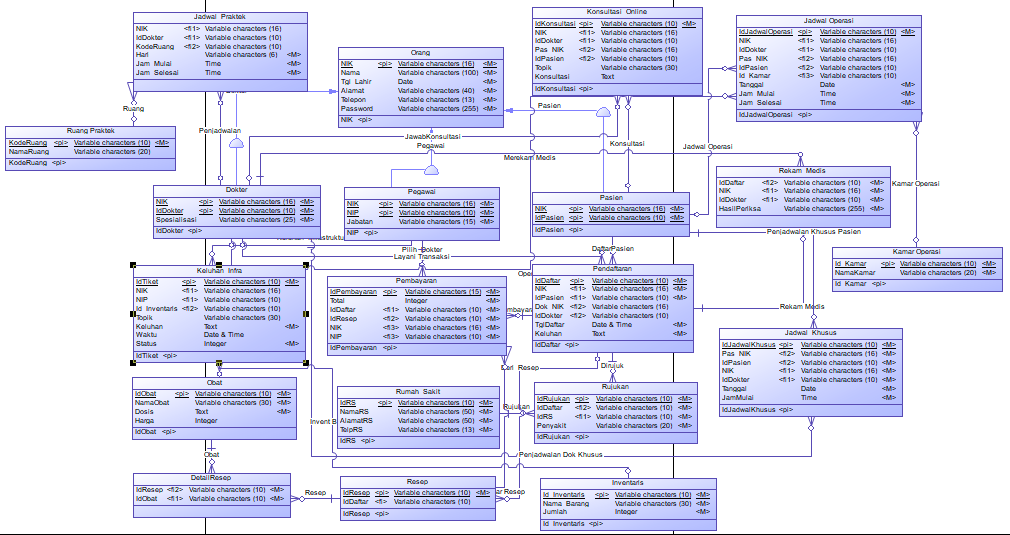 Jadwal Praktek
NIK <fi1> Variable characters (16)
IdDokter <fi1> Variable characters (10)
KodeRuang <fi2> Variable characters (10)
Hari Variable characters (6) <M>
Jam Mulai Time <M>
Jam Selesai Time <M>
Orang
NIK <pi> Variable characters (16) <M>
Nama Variable characters (100) <M>
Tgl Lahir Date <M>
Alamat Variable characters (40) <M>
Telepon Variable characters (13) <M>
Password Variable characters (255) <M>
NIK <pi>
Konsultasi Online
IdKonsultasi <pi> Variable characters (10) <M>
NIK <fi1> Variable characters (16)
IdDokter <fi1> Variable characters (10)
Pas NIK <fi2> Variable characters (16)
IdPasien <fi2> Variable characters (10)
Topik Variable characters (30)
Konsultasi Text
IdKonsultasi <pi>
Jadwal Operasi
IdJadwalOperasi <pi> Variable characters (10) <M>
NIK <fi1> Variable characters (16)
IdDokter <fi1> Variable characters (10)
Pas NIK <fi2> Variable characters (16)
IdPasien <fi2> Variable characters (10)
Id Kamar <fi3> Variable characters (10)
Tanggal Date <M>
Jam Mulai Time <M>
Jam Selesai Time <M>
IdJadwalOperasi <pi>
Ruang
Penjadwalan
Pasien
JawabKonsultasi
Pegawai
Konsultasi
Jadwal Operasi
Merekam Medis
Ruang Praktek
KodeRuang <pi> Variable characters (10) <M>
NamaRuang Variable characters (20)
KodeRuang <pi>
Dokter
NIK <pi> Variable characters (16) <M>
IdDokter <pi> Variable characters (10) <M>
Spesialisasi Variable characters (25) <M>
IdDokter <pi>
Pegawai
NIK <pi> Variable characters (16) <M>
NIP <pi> Variable characters (10) <M>
Jabatan Variable characters (15) <M>
NIP <pi>
Pasien
NIK <pi> Variable characters (16) <M>
IdPasien <pi> Variable characters (10) <M>
IdPasien <pi>
Rekam Medis
IdDaftar <fi2> Variable characters (10) <M>
NIK <fi1> Variable characters (16) <M>
IdDokter <fi1> Variable characters (10) <M>
HasilPeriksa Variable characters (255) <M>
Kamar Operasi
Penjadwalan Khusus Pasien
Pilih Dokter
Layani Transaksi
DaftarPasien
Kamar Operasi
Id Kamar <pi> Variable characters (10) <M>
NamaKamar Variable characters (20) <M>
Id Kamar <pi>
Keluhan Infra
IdTiket <pi> Variable characters (10) <M>
NIK <fi1> Variable characters (16)
NIP <fi1> Variable characters (10)
Id Inventaris <fi2> Variable characters (10)
Topik Variable characters (30)
Keluhan Text <M>
Waktu Date & Time
Status Integer <M>
IdTiket <pi>
Pembayaran
IdPembayaran <pi> Variable characters (15) <M>
Total Integer <M>
IdDaftar <fi1> Variable characters (10) <M>
IdResep <fi2> Variable characters (10) <M>
NIK <fi3> Variable characters (16) <M>
NIP <fi3> Variable characters (10) <M>
IdPembayaran <pi>
Pendaftaran
IdDaftar <pi> Variable characters (10) <M>
NIK <fi1> Variable characters (16)
IdPasien <fi1> Variable characters (10)
Dok NIK <fi2> Variable characters (16)
IdDokter <fi2> Variable characters (10)
TglDaftar Date & Time <M>
Keluhan Text <M>
IdDaftar <pi>
Rekam Medis
Jadwal Khusus
IdJadwalKhusus <pi> Variable characters (10) <M>
Pas NIK <fi2> Variable characters (16) <M>
IdPasien <fi2> Variable characters (10) <M>
NIK <fi1> Variable characters (16) <M>
IdDokter <fi1> Variable characters (10) <M>
Tanggal Date <M>
JamMulai Time <M>
IdJadwalKhusus <pi>
Dari Resep
Dirujuk
Obat
IdObat <pi> Variable characters (10) <M>
NamaObat Variable characters (30) <M>
Dosis Text <M>
Harga Integer
IdObat <pi>
Rumah Sakit
IdRS <pi> Variable characters (10) <M>
NamaRS Variable characters (50) <M>
AlamatRS Variable characters (50) <M>
TelpRS Variable characters (13) <M>
IdRS <pi>
Rujukan
Rujukan
IdRujukan <pi> Variable characters (10) <M>
IdDaftar <fi2> Variable characters (10) <M>
IdRS <fi1> Variable characters (10) <M>
Penyakit Variable characters (20) <M>
IdRujukan <pi>
Obat
Penjadwalan Dok Khusus
DetailResep
IdResep <fi2> Variable characters (10) <M>
IdObat <fi1> Variable characters (10) <M>
Resep
Resep
IdResep <pi> Variable characters (10) <M>
IdDaftar <fi> Variable characters (10) <M>
IdResep <pi>
Inventaris
Id Inventaris <pi> Variable characters (10) <M>
Nama Barang Variable characters (30) <M>
Jumlah Integer <M>
Id Inventaris <pi>